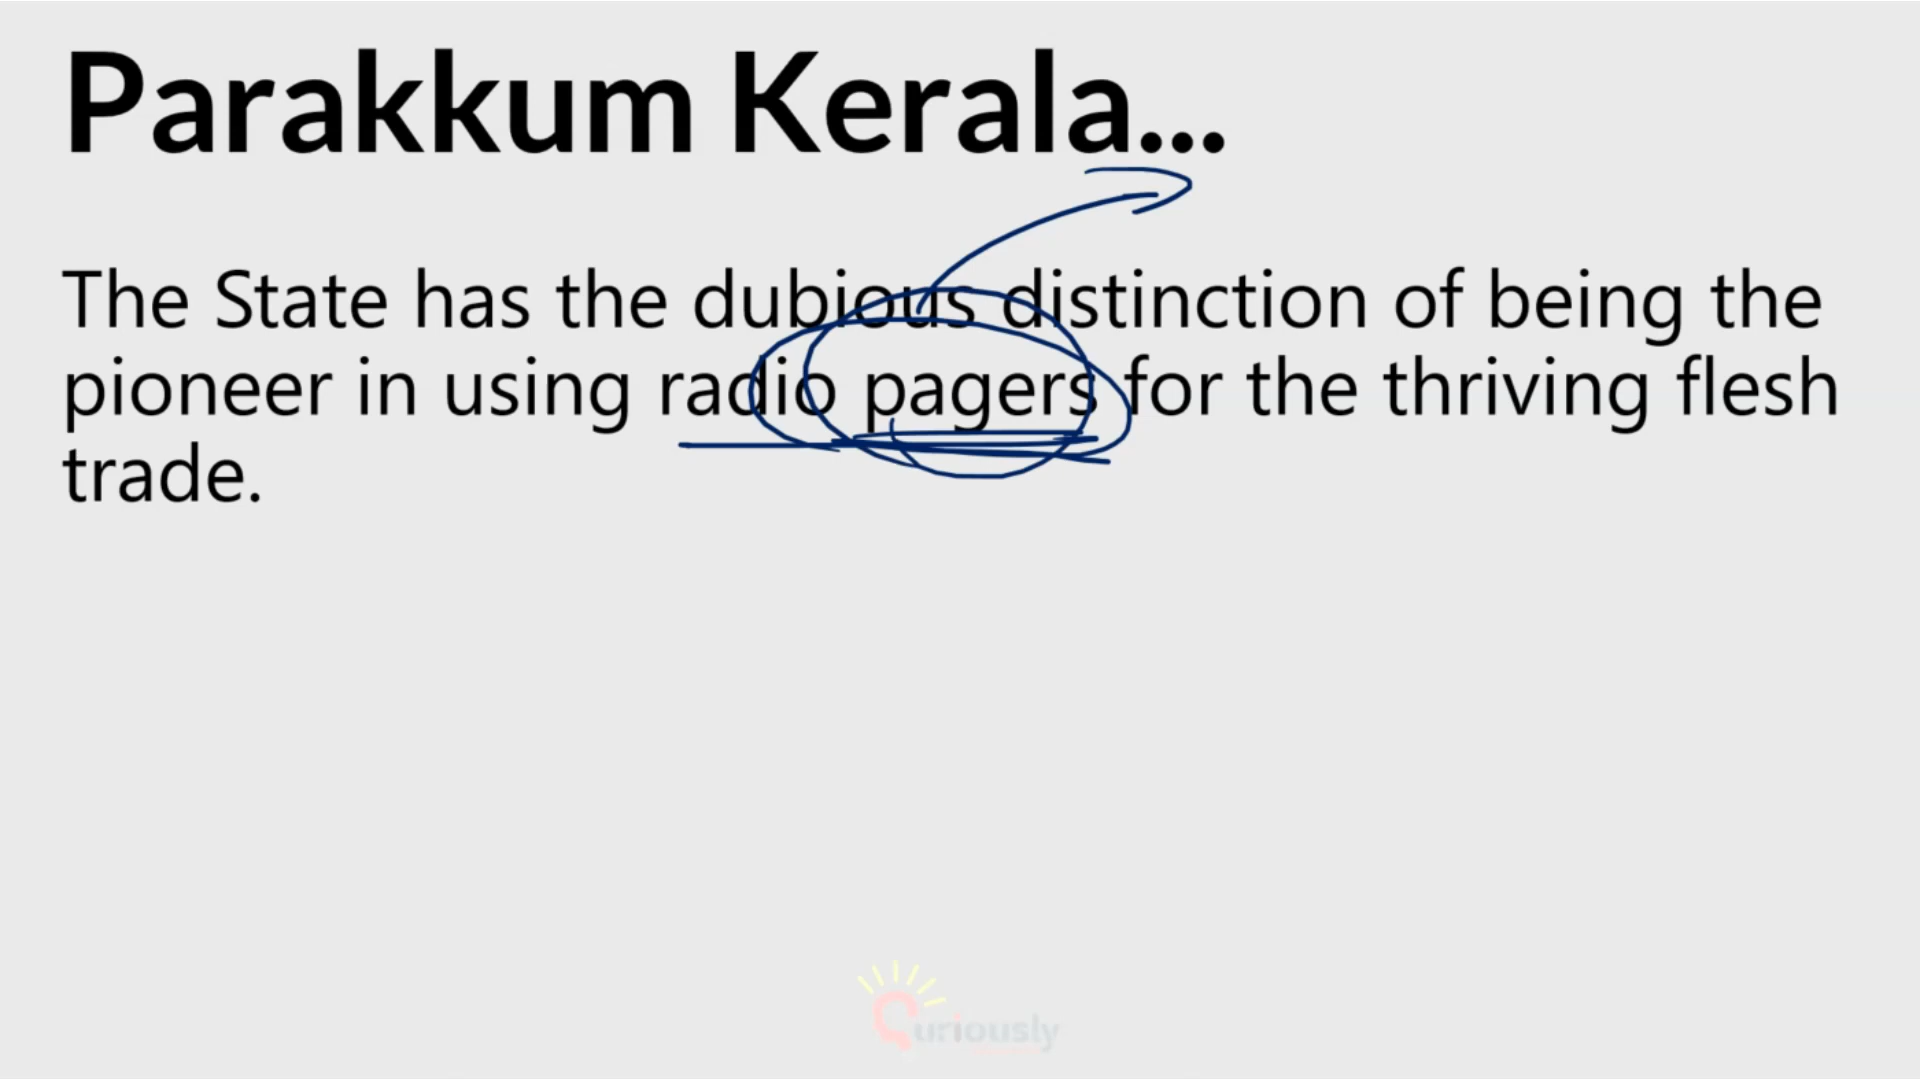 Parakkum Kerala...
The State has the dubious distinction of being the
pioneer in using radio pagers for the thriving flesh
trade.
uriously